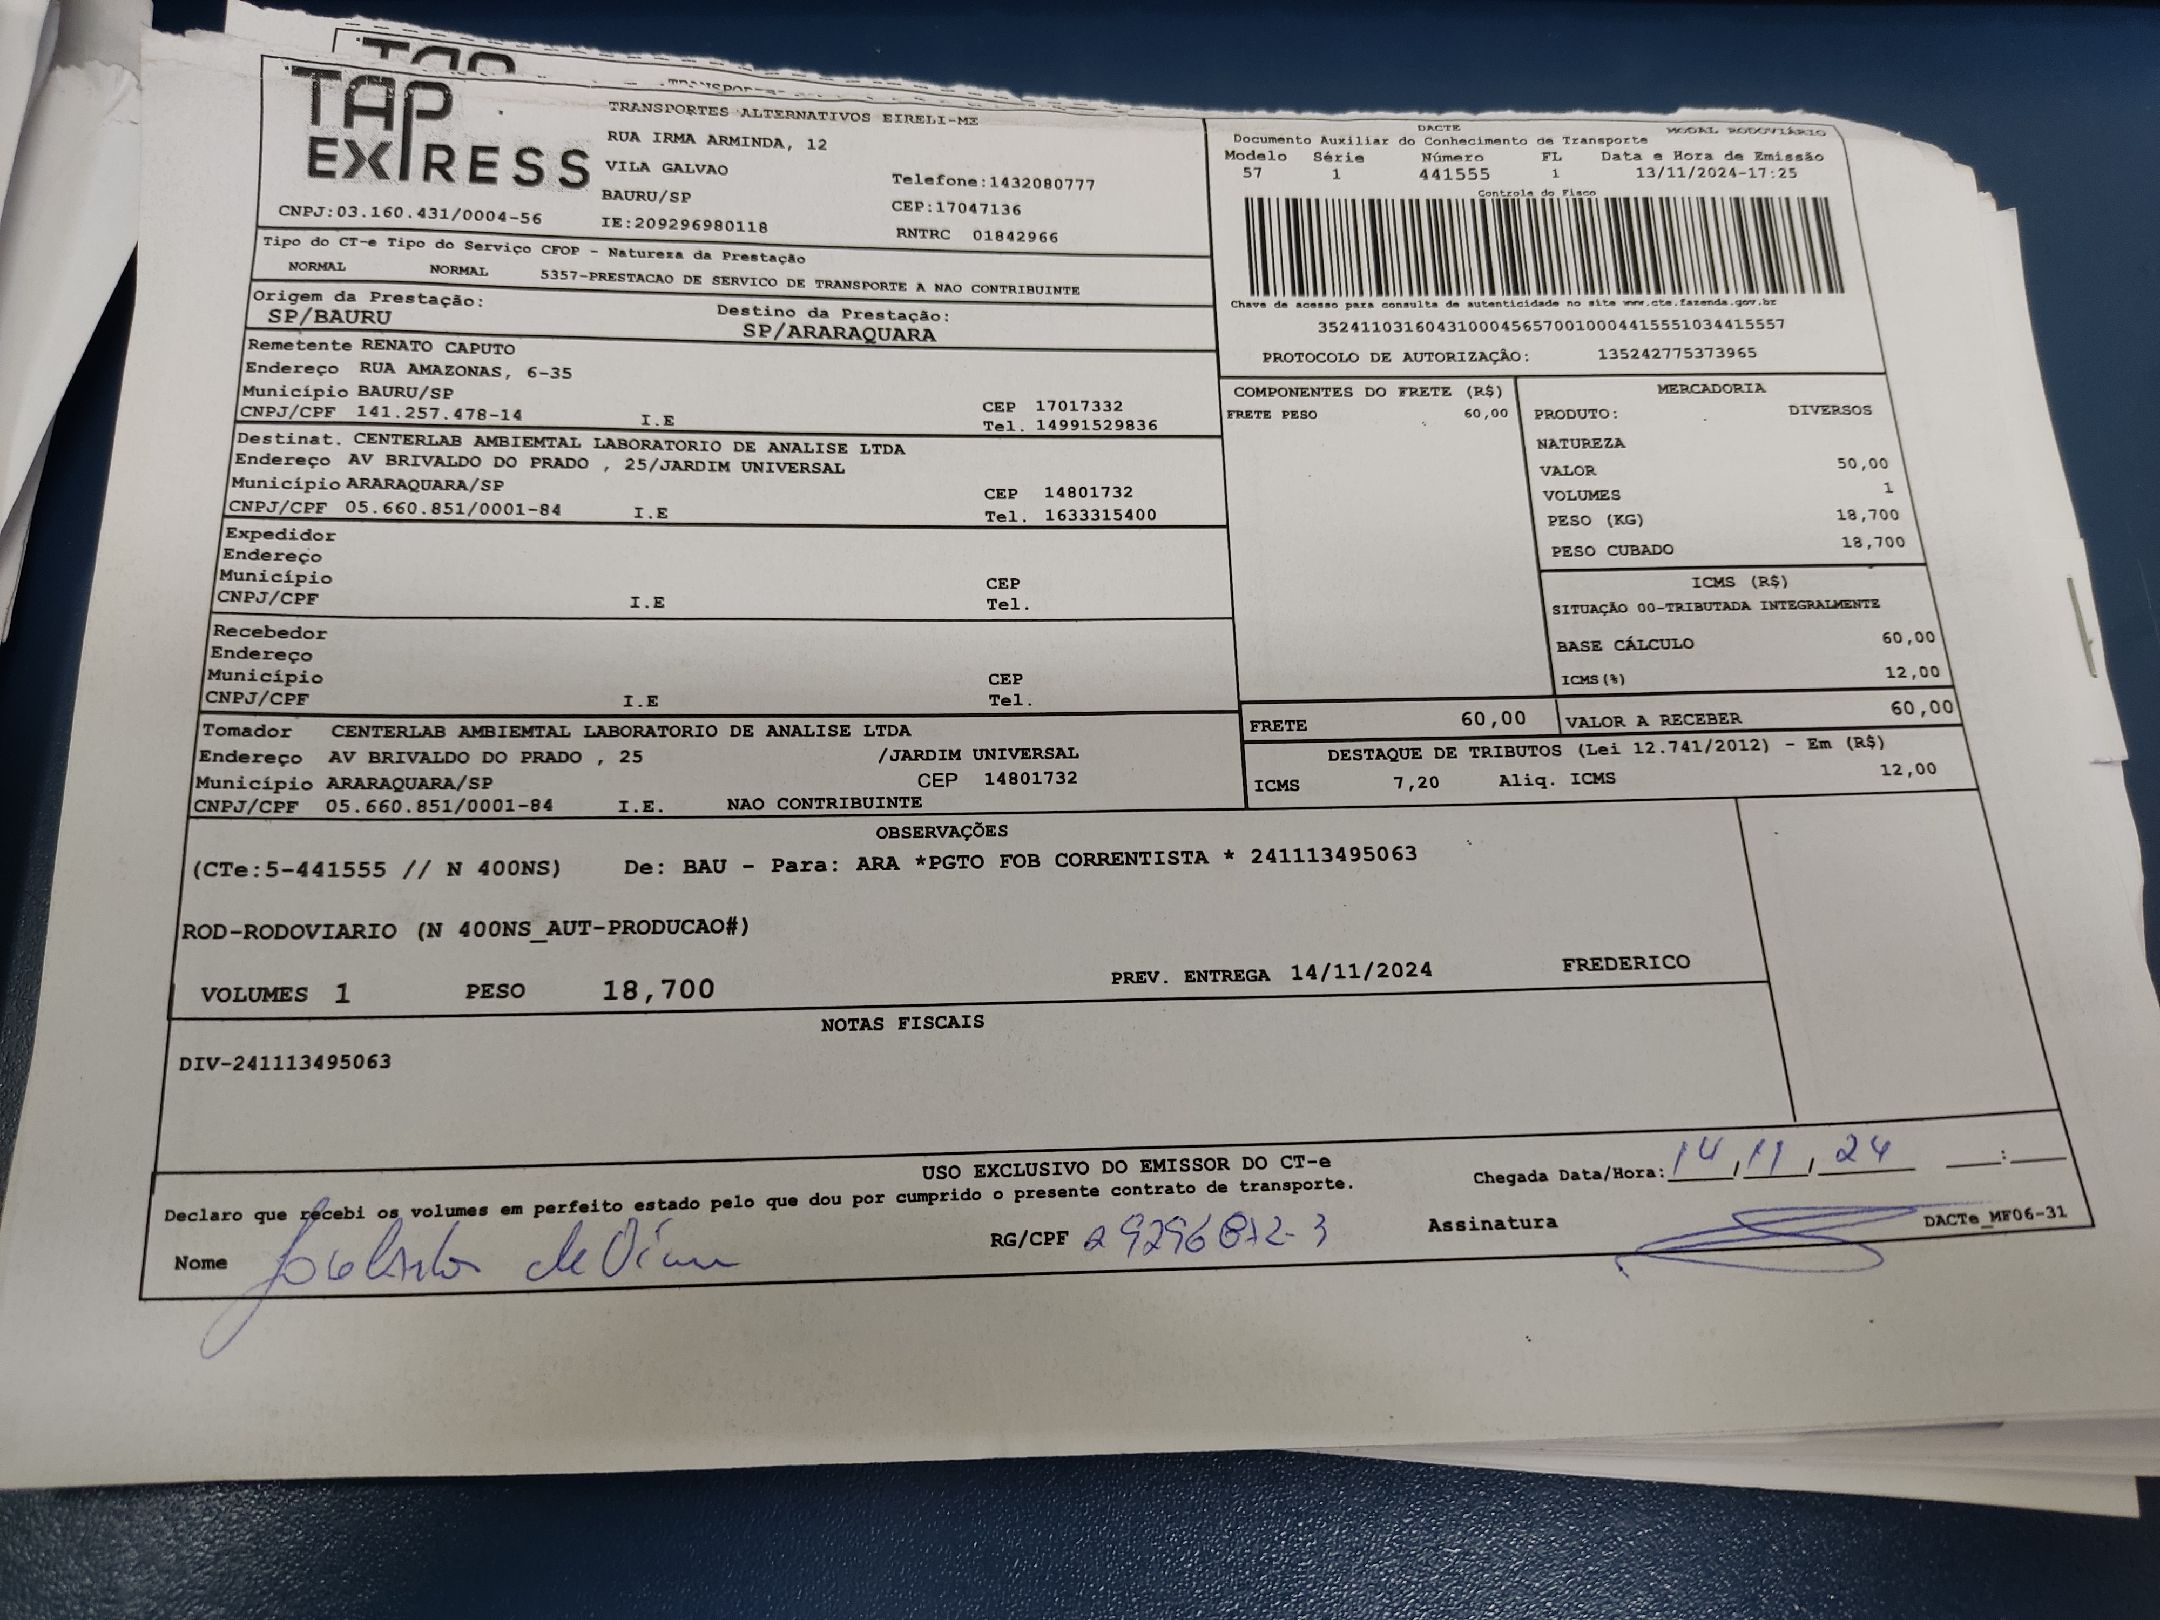 TAP
TAP
EXPRESS
TRANSPORTES ALTERNATIVOS EIRELI-ME
RUA IRMA ARMINDA, 12
VILA GALVAO
Telefone:1432080777
BAURU/SP
CEP:17047136
CNPJ:03.160.431/0004-56
IE:209296980118
RNTRC 01842966
DACTE
MODAL RODOVIÁRIO
Documento Auxiliar do Conhecimento de Transporte
Modelo Série Número FL Data e Hora de Emissão
57 1 441555 1 13/11/2024-17:25
Controle do Fisco
Chave de acesso para consulta de autenticidade no site www.cte.fazenda.gov.br
35241103160431000456570010004415551034415557
PROTOCOLO DE AUTORIZAÇÃO: 135242775373965
Tipo do CT-e Tipo do Serviço CFOP - Natureza da Prestação
NORMAL NORMAL 5357-PRESTACAO DE SERVICO DE TRANSPORTE A NAO CONTRIBUINTE
Origem da Prestação: Destino da Prestação:
SP/BAURU SP/ARARAQUARA
Remetente RENATO CAPUTO
Endereço RUA AMAZONAS, 6-35
Município BAURU/SP CEP 17017332
CNPJ/CPF 141.257.478-14 I.E Tel. 14991529836
Destinat. CENTERLAB AMBIEMTAL LABORATORIO DE ANALISE LTDA
Endereço AV BRIVALDO DO PRADO , 25/JARDIM UNIVERSAL
Município ARARAQUARA/SP CEP 14801732
CNPJ/CPF 05.660.851/0001-84 I.E Tel. 1633315400
Expedidor
Endereço
Município CEP
CNPJ/CPF I.E Tel.
Recebedor
Endereço
Município CEP
CNPJ/CPF I.E Tel.
Tomador CENTERLAB AMBIEMTAL LABORATORIO DE ANALISE LTDA
Endereço AV BRIVALDO DO PRADO , 25 /JARDIM UNIVERSAL
Município ARARAQUARA/SP CEP 14801732
CNPJ/CPF 05.660.851/0001-84 I.E. NAO CONTRIBUINTE
COMPONENTES DO FRETE (R$)
FRETE PESO 60,00
MERCADORIA
PRODUTO: DIVERSOS
NATUREZA
VALOR 50,00
VOLUMES 1
PESO (KG) 18,700
PESO CUBADO 18,700
ICMS (R$)
SITUAÇÃO 00-TRIBUTADA INTEGRALMENTE
BASE CÁLCULO 60,00
ICMS(%) 12,00
FRETE 60,00 VALOR A RECEBER 60,00
DESTAQUE DE TRIBUTOS (Lei 12.741/2012) - Em (R$)
ICMS 7,20 Aliq. ICMS 12,00
OBSERVAÇÕES
(CTe:5-441555 // N 400NS) De: BAU - Para: ARA *PGTO FOB CORRENTISTA * 241113495063
ROD-RODOVIARIO (N 400NS_AUT-PRODUCAO#)
VOLUMES 1 PESO 18,700 PREV. ENTREGA 14/11/2024 FREDERICO
NOTAS FISCAIS
DIV-241113495063
USO EXCLUSIVO DO EMISSOR DO CT-e
Chegada Data/Hora: 14/11/24 __:__
Declaro que recebi os volumes em perfeito estado pelo que dou por cumprido o presente contrato de transporte.
Nome
RG/CPF
Assinatura
DACTe_MF06-31